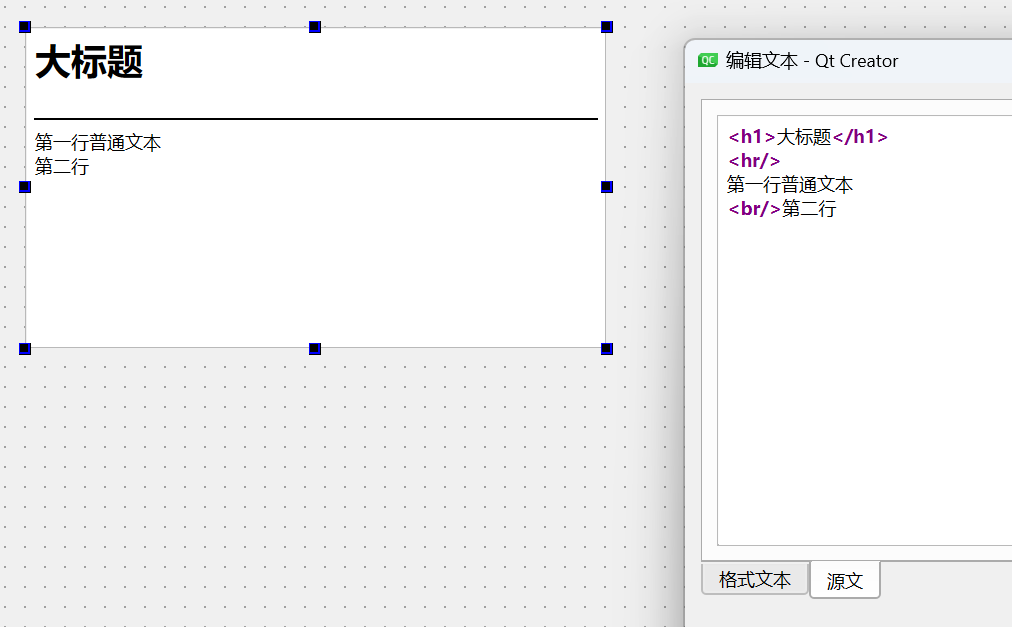 大标题
第一行普通文本
第二行
QC 编辑文本 - Qt Creator
<h1>大标题</h1>
<hr/>
第一行普通文本
<br/>第二行
格式文本 源文